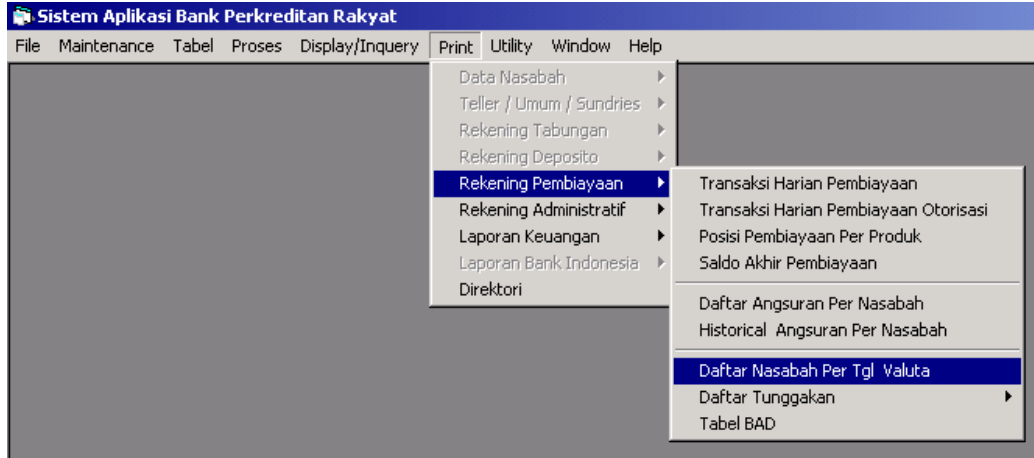 Sistem Aplikasi Bank Perkreditan Rakyat
File Maintenance Tabel Proses Display/Inquery Print Utility Window Help
Data Nasabah
Teller / Umum / Sundries
Rekening Tabungan
Rekening Deposito
Rekening Pembiayaan
Rekening Administratif
Laporan Keuangan
Laporan Bank Indonesia
Direktori
Transaksi Harian Pembiayaan
Transaksi Harian Pembiayaan Otorisasi
Posisi Pembiayaan Per Produk
Saldo Akhir Pembiayaan
Daftar Angsuran Per Nasabah
Historical Angsuran Per Nasabah
Daftar Nasabah Per Tgl Valuta
Daftar Tunggakan
Tabel BAD